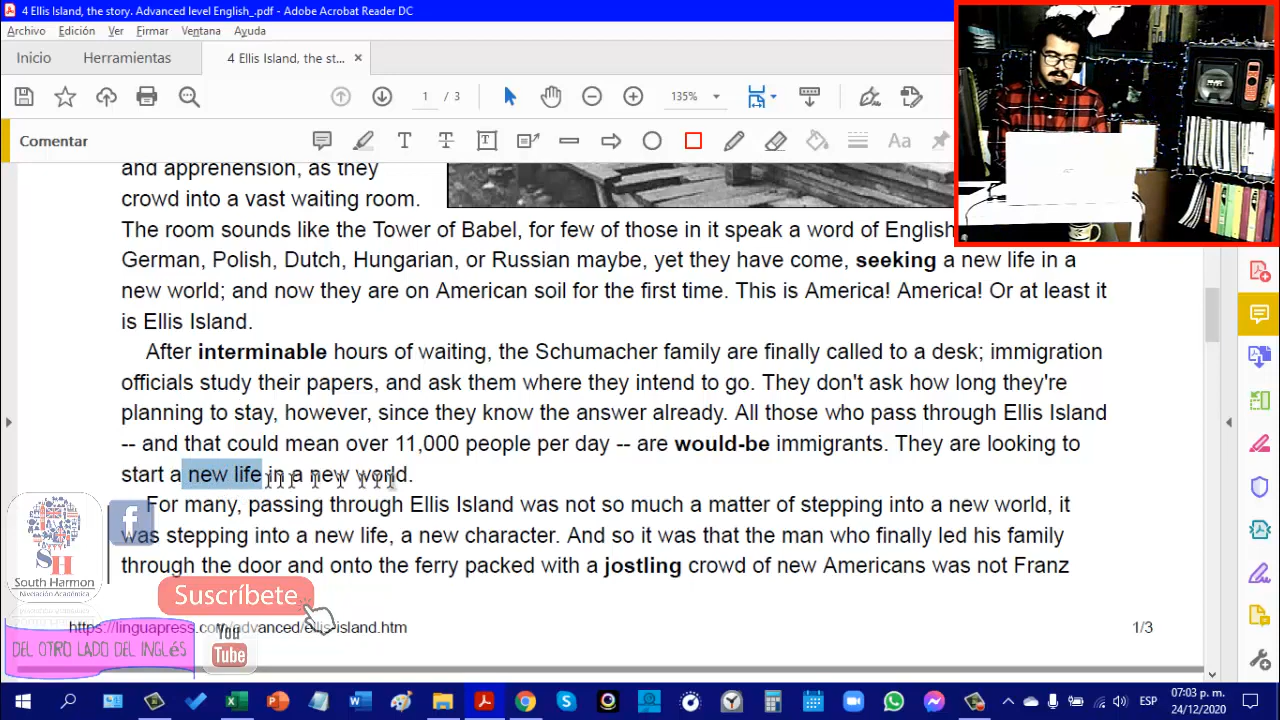 4 Ellis Island, the story. Advanced level English_.pdf - Adobe Acrobat Reader DC
Archivo Edición Ver Firmar Ventana Ayuda
Inicio Herramientas 4 Ellis Island, the st... ×
1 / 3 135%
Comentar
and apprehension, as they
crowd into a vast waiting room.
The room sounds like the Tower of Babel, for few of those in it speak a word of English
German, Polish, Dutch, Hungarian, or Russian maybe, yet they have come, seeking a new life in a
new world; and now they are on American soil for the first time. This is America! America! Or at least it
is Ellis Island.
After interminable hours of waiting, the Schumacher family are finally called to a desk; immigration
officials study their papers, and ask them where they intend to go. They don't ask how long they're
planning to stay, however, since they know the answer already. All those who pass through Ellis Island
-- and that could mean over 11,000 people per day -- are would-be immigrants. They are looking to
start a new life in a new world.
For many, passing through Ellis Island was not so much a matter of stepping into a new world, it
was stepping into a new life, a new character. And so it was that the man who finally led his family
through the door and onto the ferry packed with a jostling crowd of new Americans was not Franz
SH
South Harmon
Nivelación Académica
Suscríbete
https://linguapress.com/advanced/ellis-island.htm
1/3
DEL OTRO LADO DEL INGLÉS
You
Tube
ESP
07:03 p. m.
24/12/2020